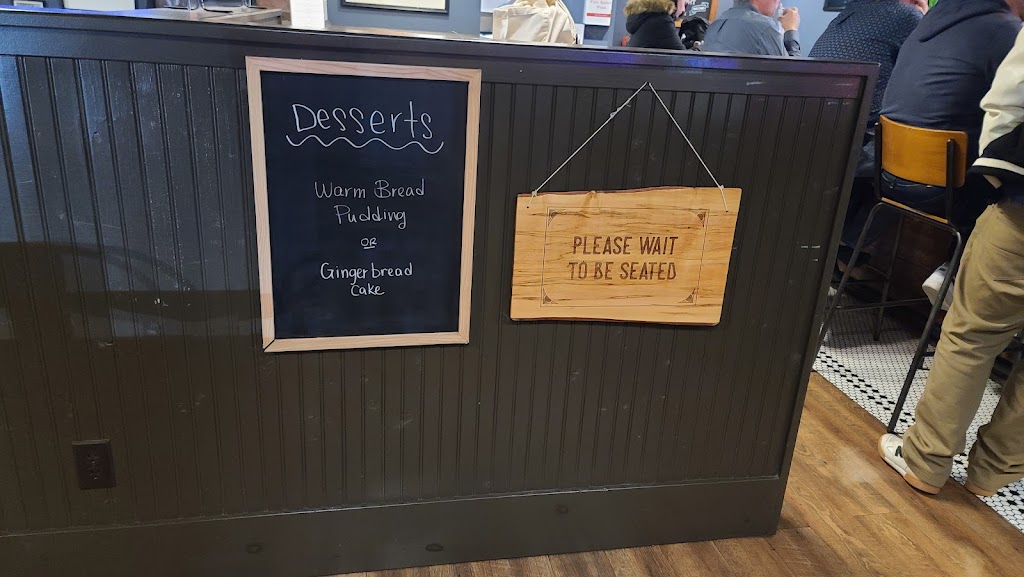 Desserts
Warm Bread
Pudding
OR
Gingerbread
Cake
PLEASE WAIT
TO BE SEATED